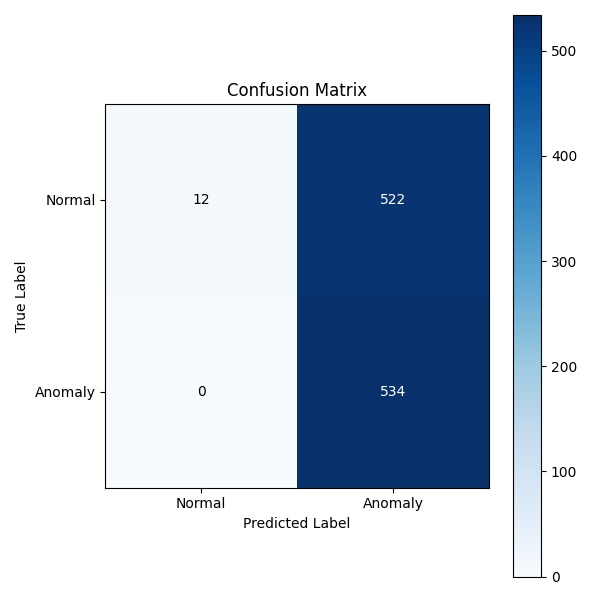 Confusion Matrix
500
400
300
200
100
0
True Label
Normal
12
522
Anomaly
0
534
Normal
Anomaly
Predicted Label